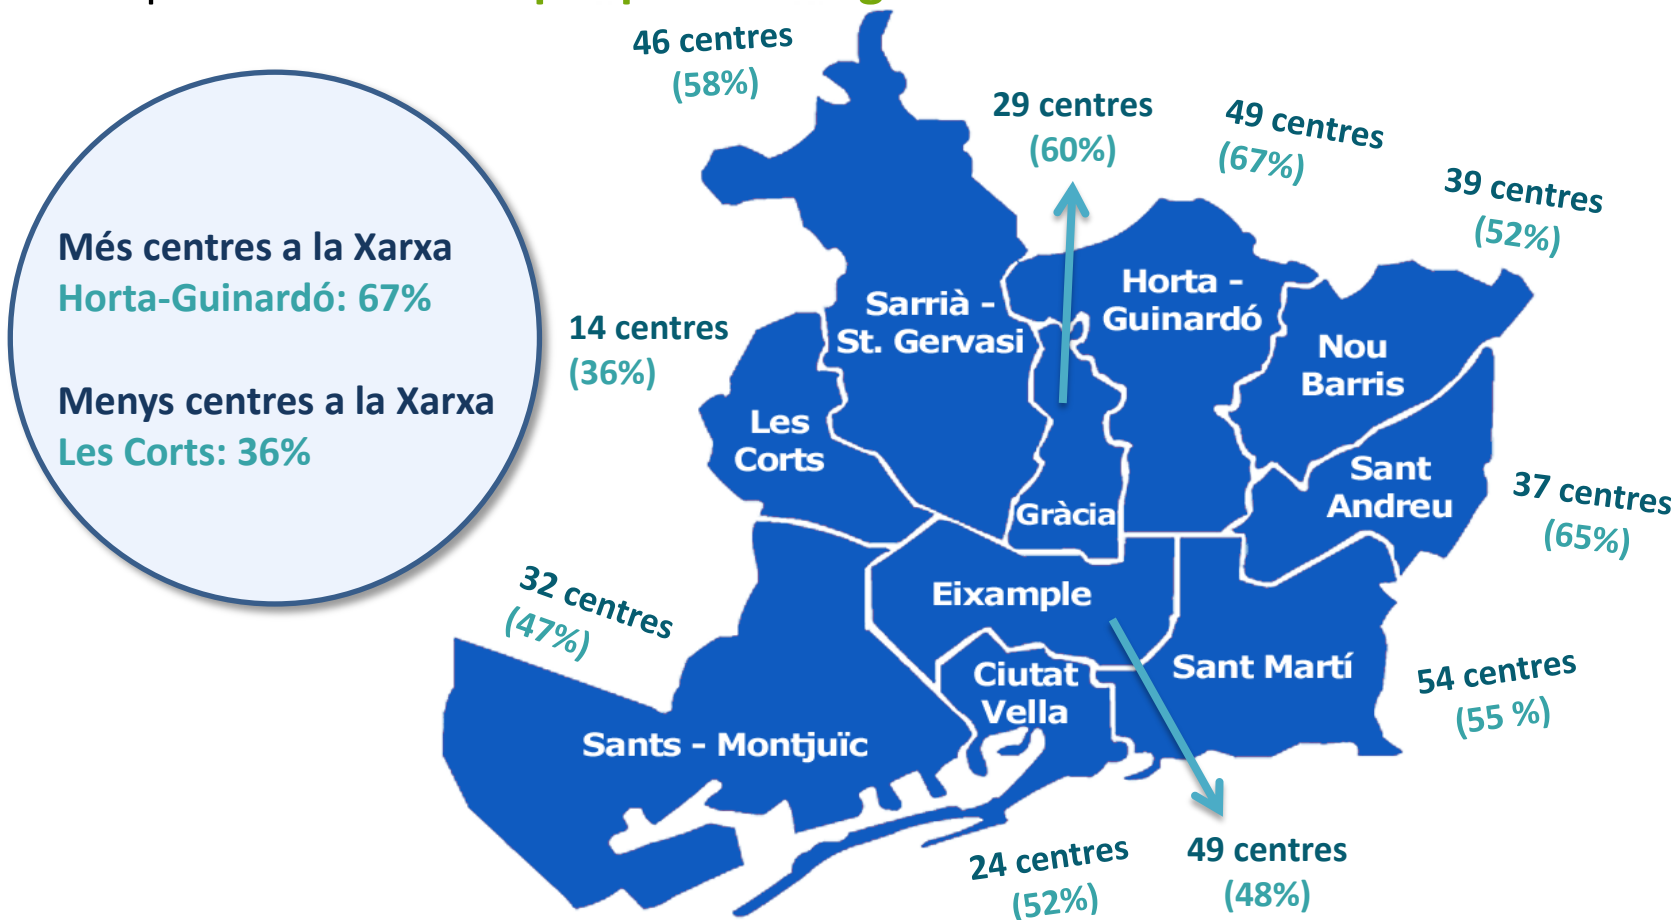 46 centres
(58%)
29 centres
(60%)
49 centres
(67%)
39 centres
(52%)
Més centres a la Xarxa
Horta-Guinardó: 67%
Menys centres a la Xarxa
Les Corts: 36%
14 centres
(36%)
Sarrià -
St. Gervasi
Horta -
Guinardó
Nou
Barris
Les
Corts
Gràcia
Sant
Andreu
37 centres
(65%)
32 centres
(47%)
Eixample
Ciutat
Vella
Sant Martí
54 centres
(55 %)
Sants - Montjuïc
24 centres
(52%)
49 centres
(48%)